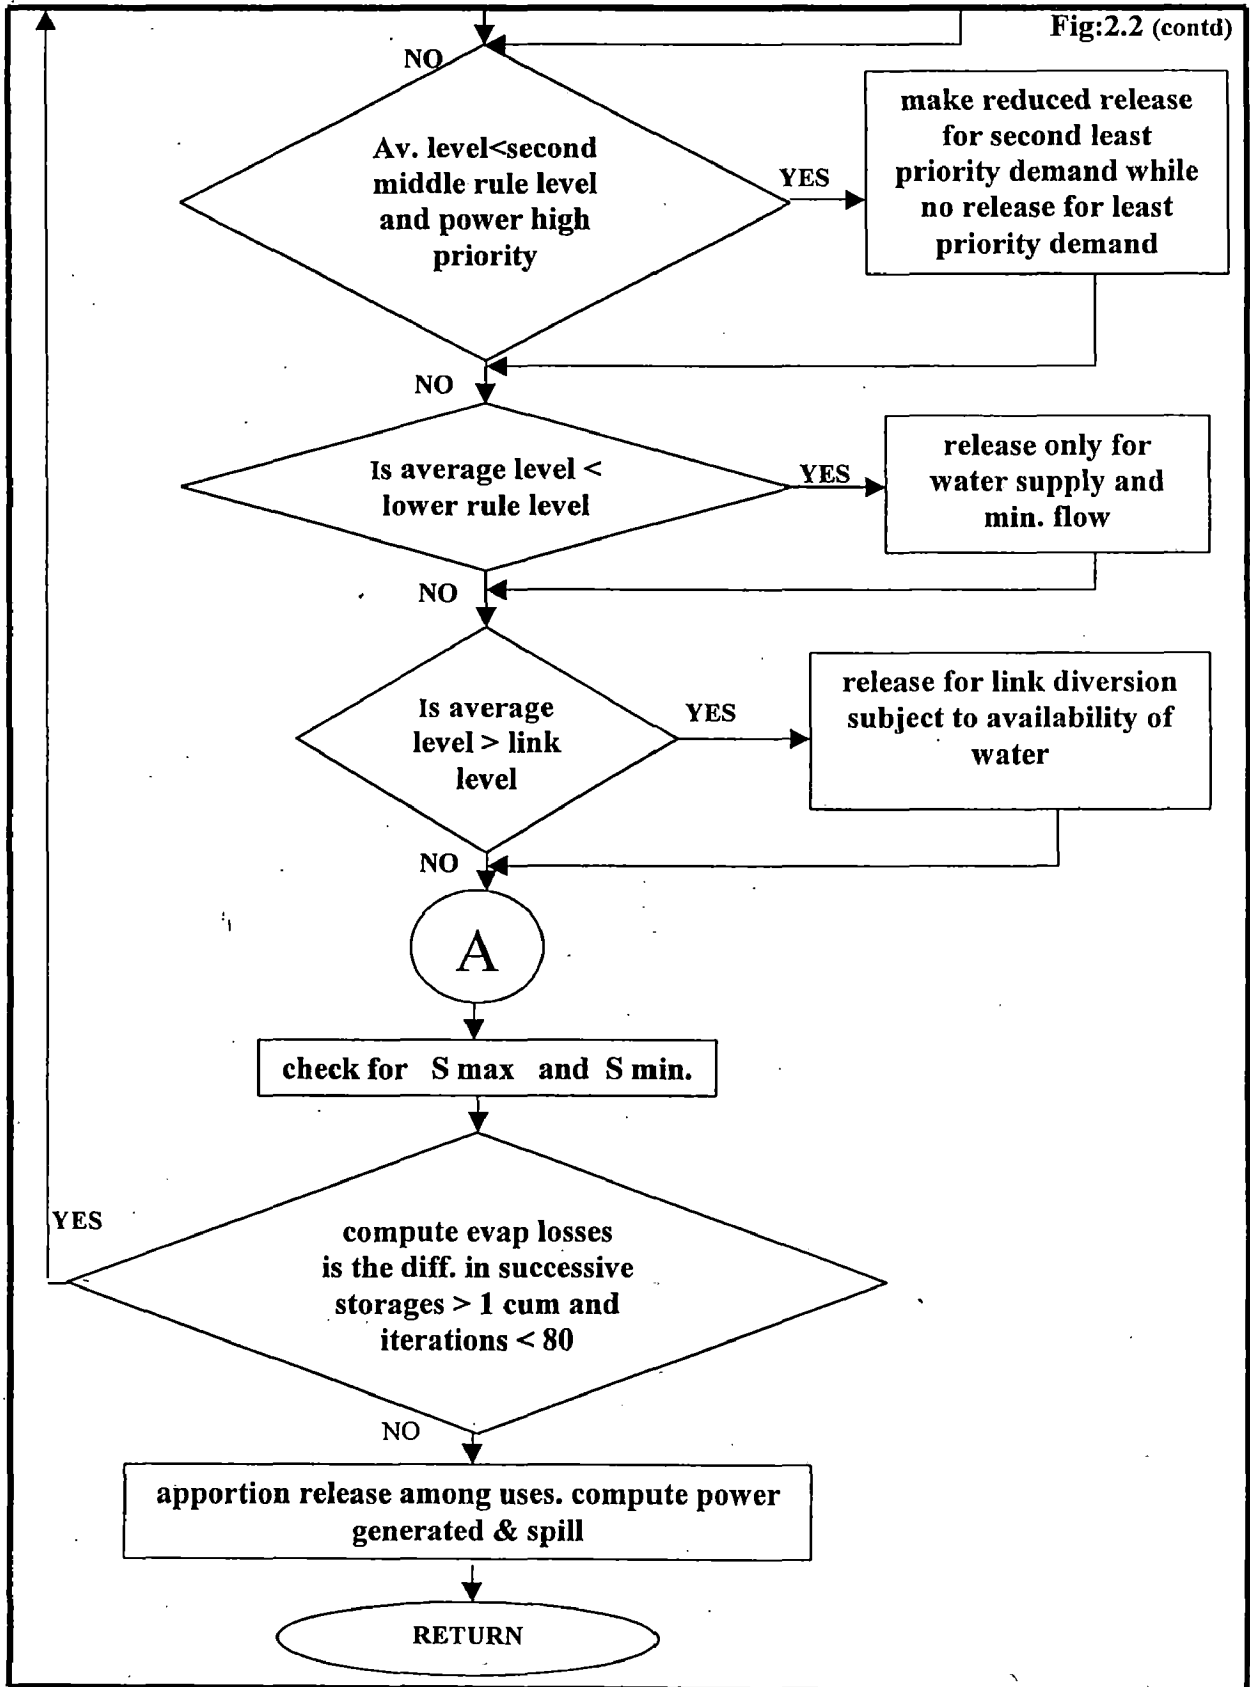 Fig:2.2 (contd)
NO
Av. level<second
middle rule level
and power high
priority
YES
make reduced release
for second least
priority demand while
no release for least
priority demand
NO
Is average level <
lower rule level
YES
release only for
water supply and
min. flow
NO
Is average
level > link
level
YES
release for link diversion
subject to availability of
water
NO
A
check for S max and S min.
YES
compute evap losses
is the diff. in successive
storages > 1 cum and
iterations < 80
NO
apportion release among uses. compute power
generated & spill
RETURN